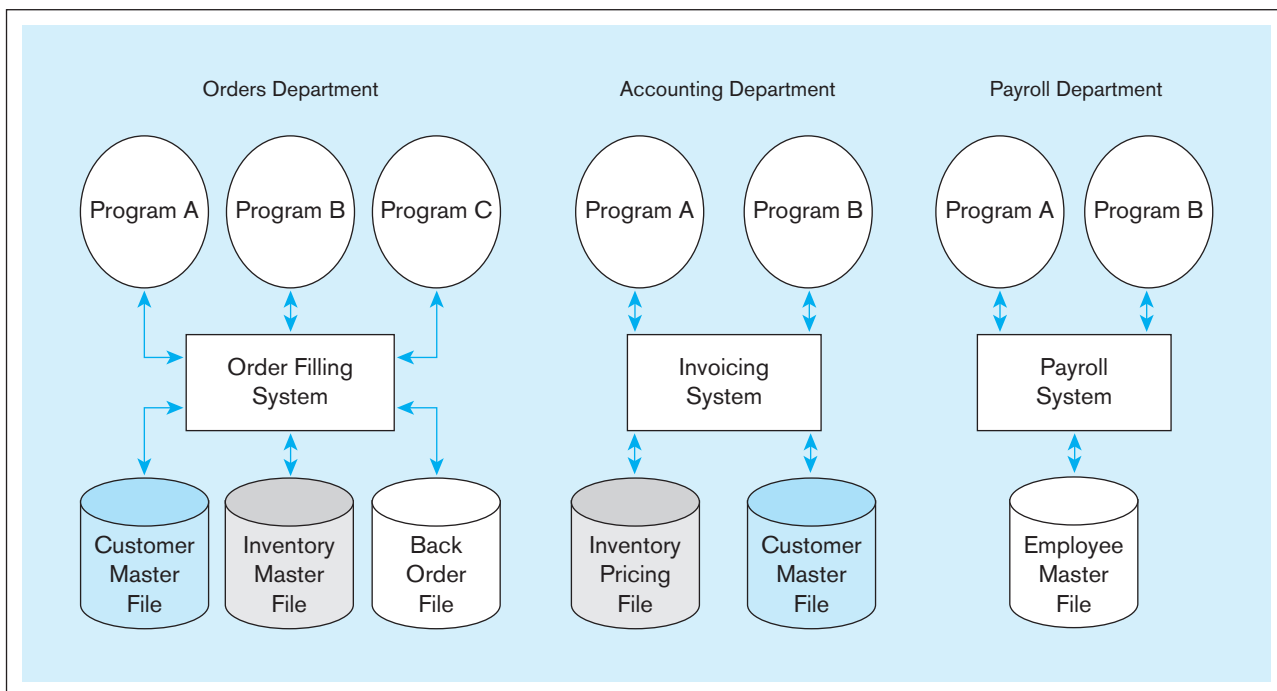 Orders Department
Accounting Department
Payroll Department
Program A
Program B
Program C
Program A
Program B
Program A
Program B
Order Filling
System
Invoicing
System
Payroll
System
Customer
Master
File
Inventory
Master
File
Back
Order
File
Inventory
Pricing
File
Customer
Master
File
Employee
Master
File